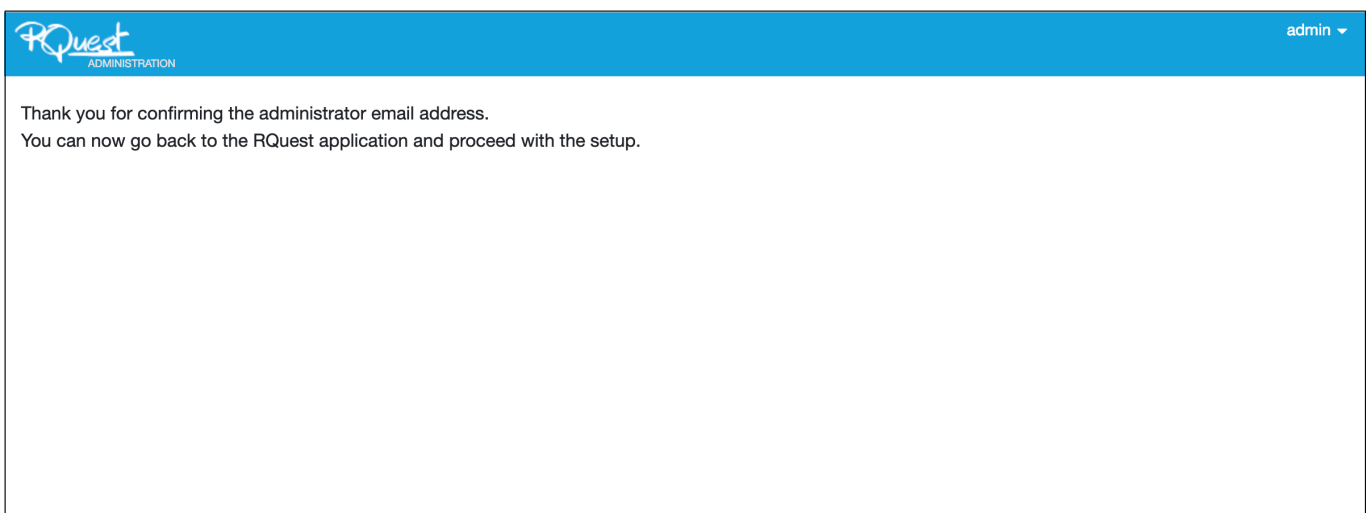 RQuest
ADMINISTRATION
admin
Thank you for confirming the administrator email address.
You can now go back to the RQuest application and proceed with the setup.